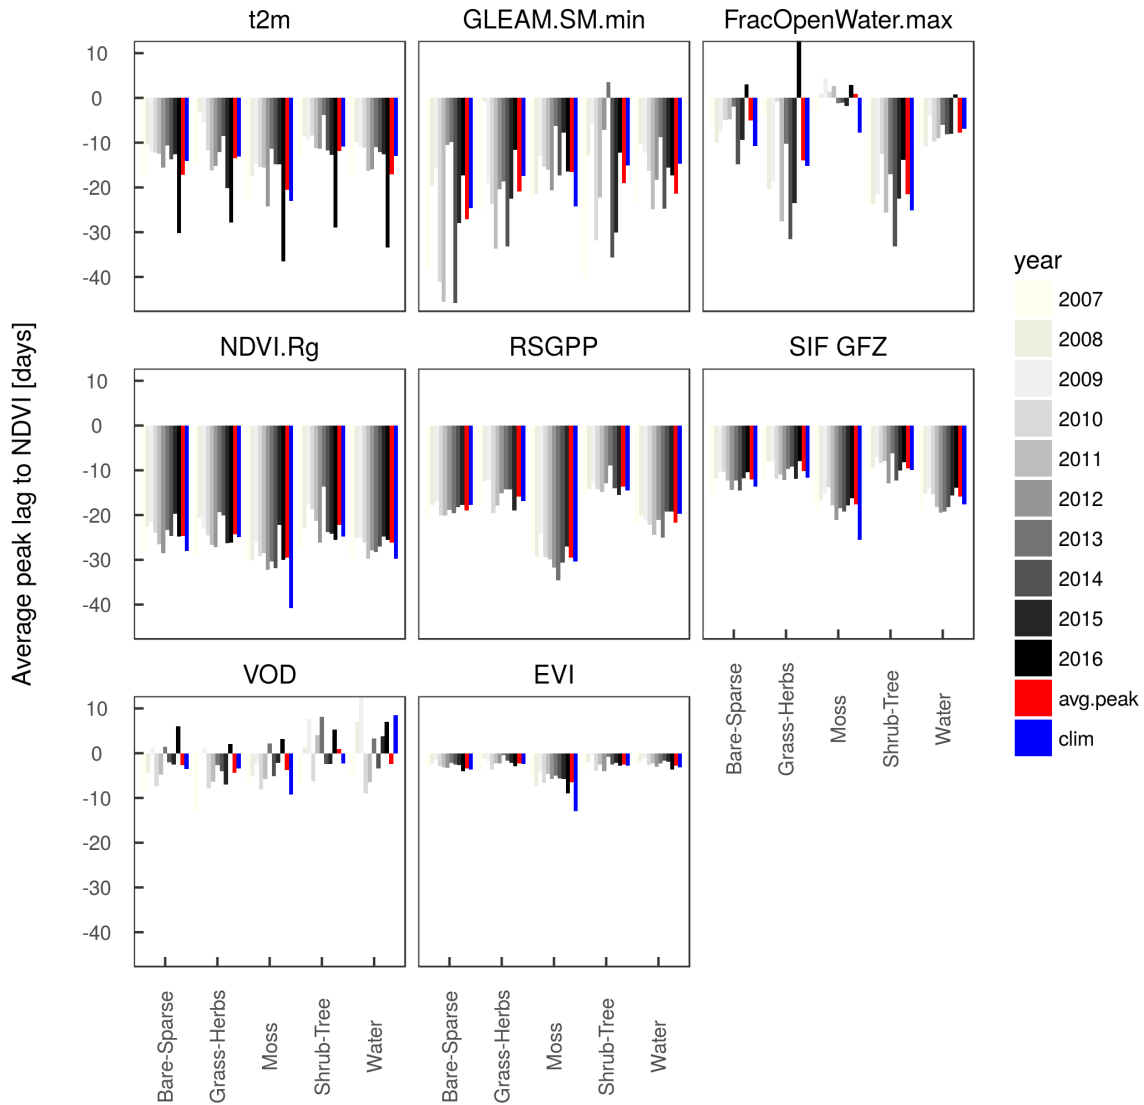 t2m
GLEAM.SM.min
FracOpenWater.max
10
0
-10
-20
-30
-40
NDVI.Rg
RSGPP
SIF GFZ
10
0
-10
-20
-30
-40
Bare-Sparse
Grass-Herbs
Moss
Shrub-Tree
Water
VOD
EVI
10
0
-10
-20
-30
-40
Bare-Sparse
Grass-Herbs
Moss
Shrub-Tree
Water
Bare-Sparse
Grass-Herbs
Moss
Shrub-Tree
Water
Average peak lag to NDVI [days]
year
2007
2008
2009
2010
2011
2012
2013
2014
2015
2016
avg.peak
clim